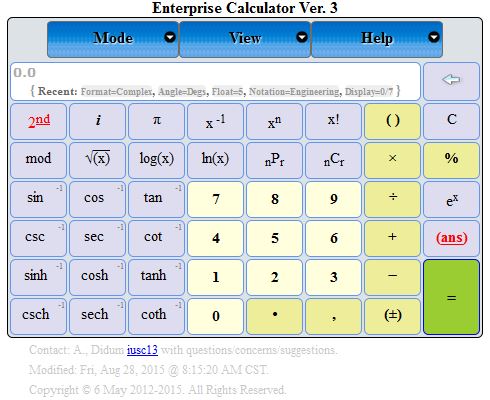 Enterprise Calculator Ver. 3
Mode View Help
0.0
{ Recent: Format=Complex, Angle=Degs, Float=5, Notation=Engineering, Display=0/7 }
2nd i π x -1 xn x! ( ) C
mod √(x) log(x) ln(x) nPr nCr × %
sin -1 cos -1 tan -1 7 8 9 ÷ ex
csc -1 sec -1 cot -1 4 5 6 + (ans)
sinh -1 cosh -1 tanh -1 1 2 3 − =
csch -1 sech -1 coth -1 0 • , (±)
Contact: A., Didum iusc13 with questions/concerns/suggestions.
Modified: Fri, Aug 28, 2015 @ 8:15:20 AM CST.
Copyright © 6 May 2012-2015. All Rights Reserved.